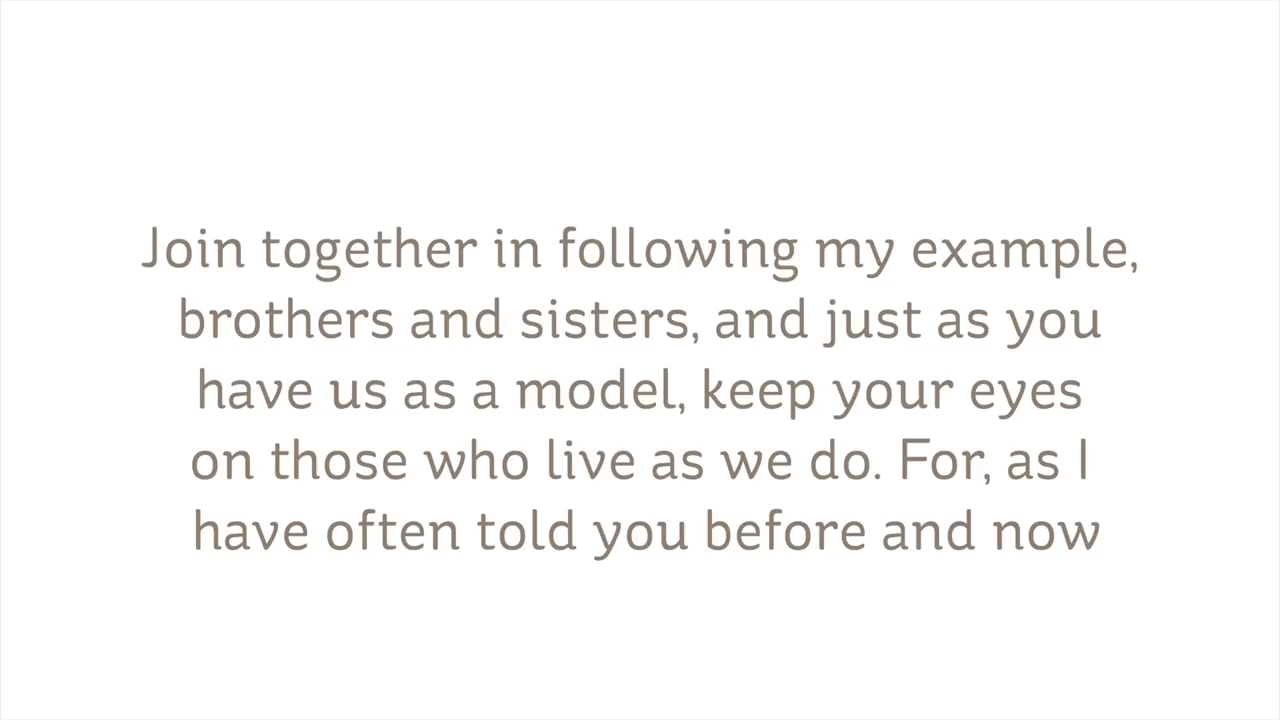 Join together in following my example,
brothers and sisters, and just as you
have us as a model, keep your eyes
on those who live as we do. For, as I
have often told you before and now